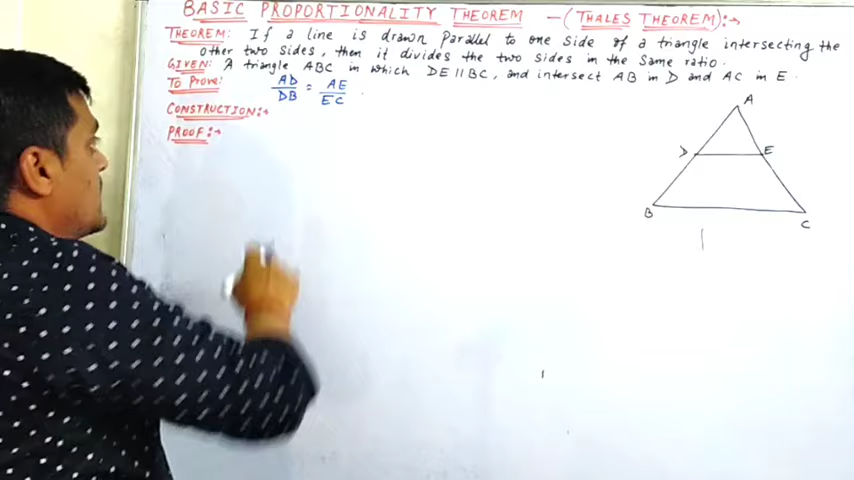 BASIC PROPORTIONALITY THEOREM - (THALES THEOREM):→
THEOREM: If a line is drawn parallel to one side of a triangle intersecting the
other two sides, then it divides the two sides in the same ratio.
GIVEN: A triangle ABC in which DE || BC, and intersect AB in D and AC in E.
TO PROVE: AD/DB = AE/EC.
CONSTRUCTION:→
PROOF:→
A
D E
B C